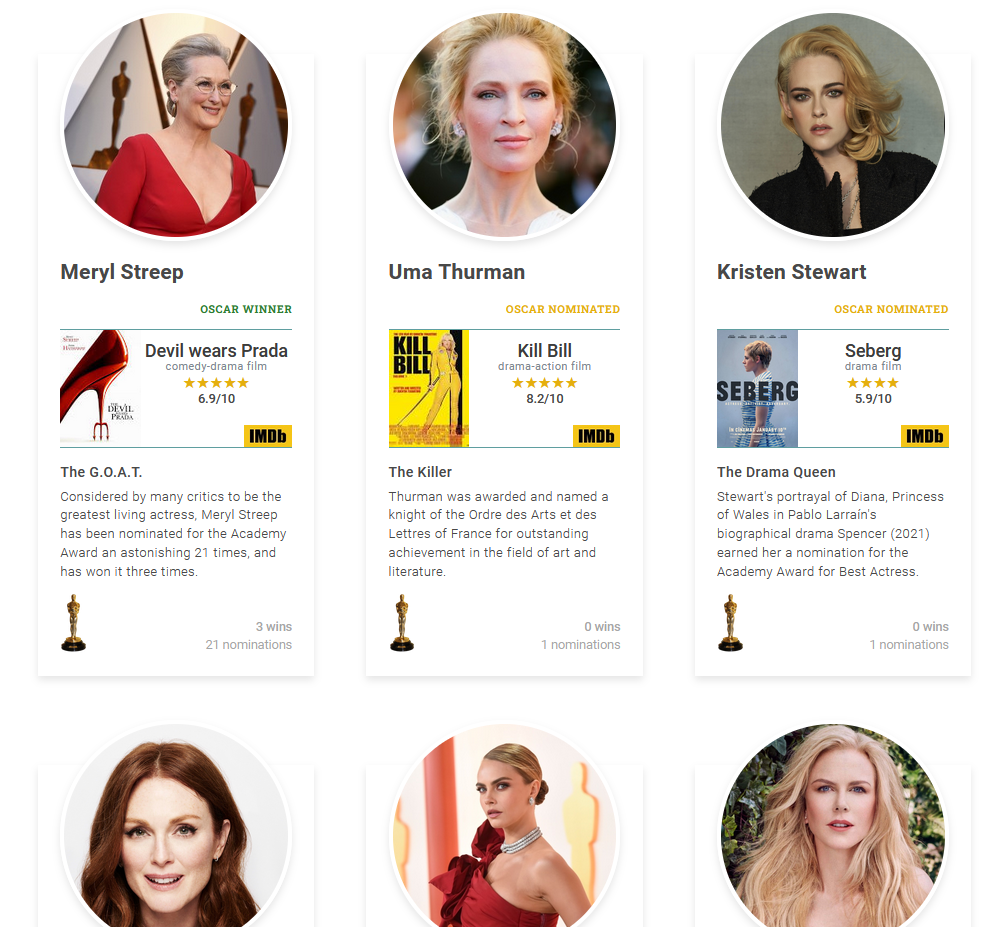 Meryl Streep
OSCAR WINNER
THE DEVIL
PRADA
Devil wears Prada
comedy-drama film
6.9/10
IMDb
The G.O.A.T.
Considered by many critics to be the
greatest living actress, Meryl Streep
has been nominated for the Academy
Award an astonishing 21 times, and
has won it three times.
3 wins
21 nominations
Uma Thurman
OSCAR NOMINATED
KILL
BILL
Kill Bill
drama-action film
8.2/10
IMDb
The Killer
Thurman was awarded and named a
knight of the Ordre des Arts et des
Lettres of France for outstanding
achievement in the field of art and
literature.
0 wins
1 nominations
Kristen Stewart
OSCAR NOMINATED
SEBERG
IN CINEMAS JANUARY
Seberg
drama film
5.9/10
IMDb
The Drama Queen
Stewart's portrayal of Diana, Princess
of Wales in Pablo Larraín's
biographical drama Spencer (2021)
earned her a nomination for the
Academy Award for Best Actress.
0 wins
1 nominations